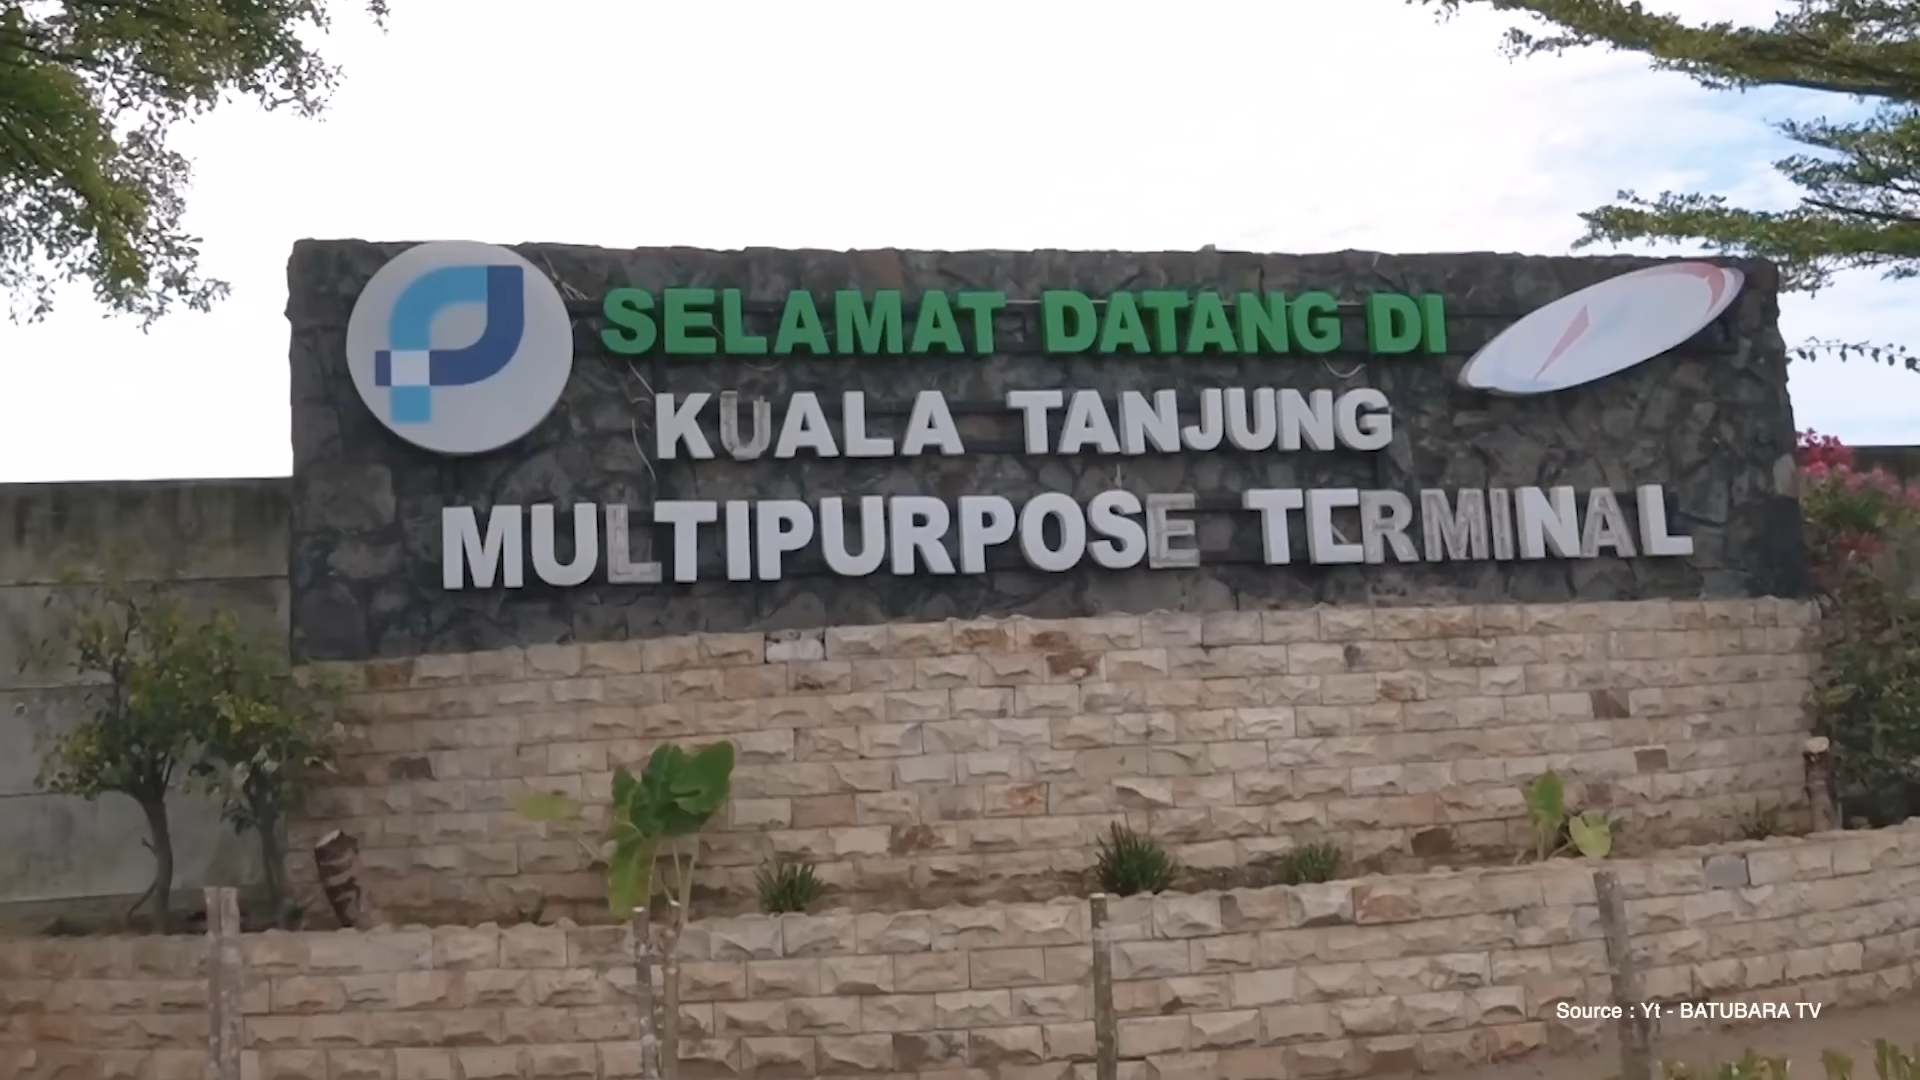 SELAMAT DATANG DI
KUALA TANJUNG
MULTIPURPOSE TERMINAL
Source : Yt - BATUBARA TV